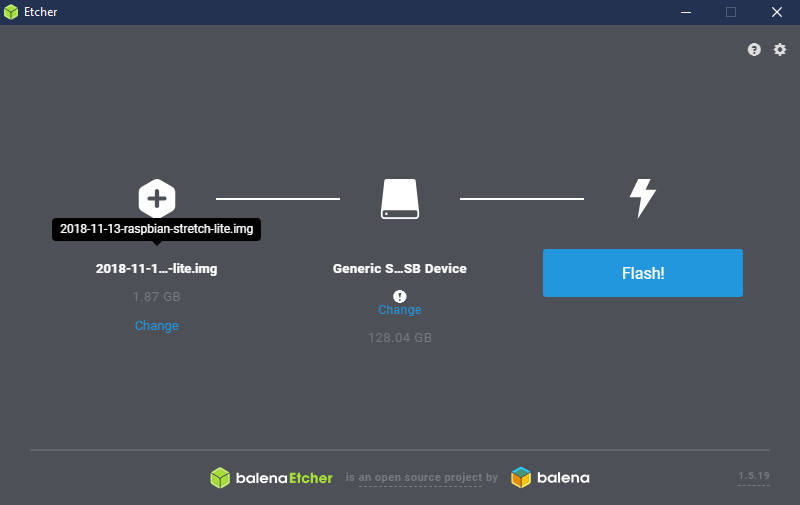 Etcher
2018-11-13-raspbian-stretch-lite.img
2018-11-1...-lite.img
1.87 GB
Change
Generic S...SB Device
Change
128.04 GB
Flash!
balenaEtcher is an open source project by balena
1.5.19